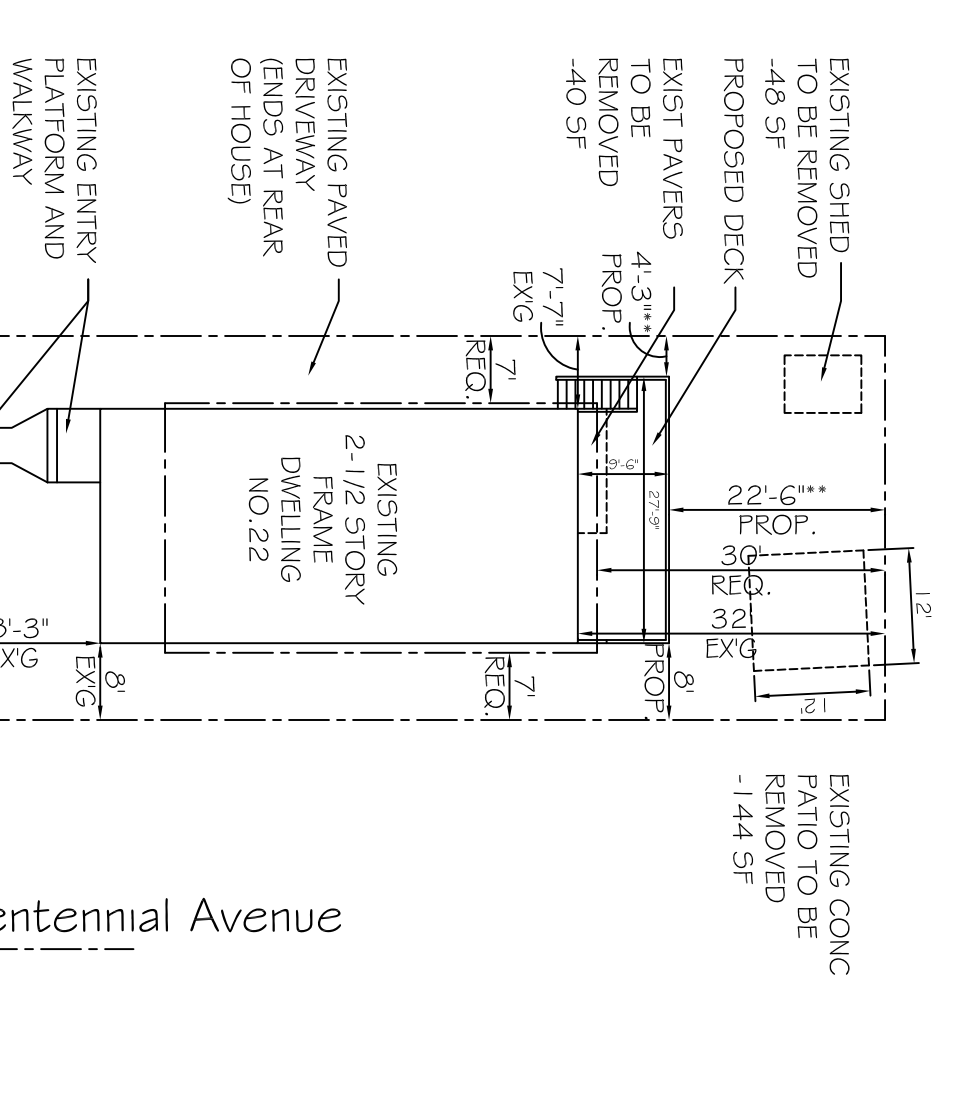 EXISTING SHED
TO BE REMOVED
-48 SF
PROPOSED DECK
EXIST PAVERS
TO BE
REMOVED
-40 SF
EXISTING PAVED
DRIVEWAY
(ENDS AT REAR
OF HOUSE)
EXISTING ENTRY
PLATFORM AND
WALKWAY
4'-3"**
PROP.
7'-7"
EX'G
7'
REQ.
9'-6"
27'-9"
22'-6"**
PROP.
30'
REQ.
32'
EX'G
12'
12'
EXISTING
2-1/2 STORY
FRAME
DWELLING
NO.22
3'-3"
EX'G
8'
EX'G
7'
REQ.
8'
PROP.
EXISTING CONC
PATIO TO BE
REMOVED
-144 SF
entennial Avenue